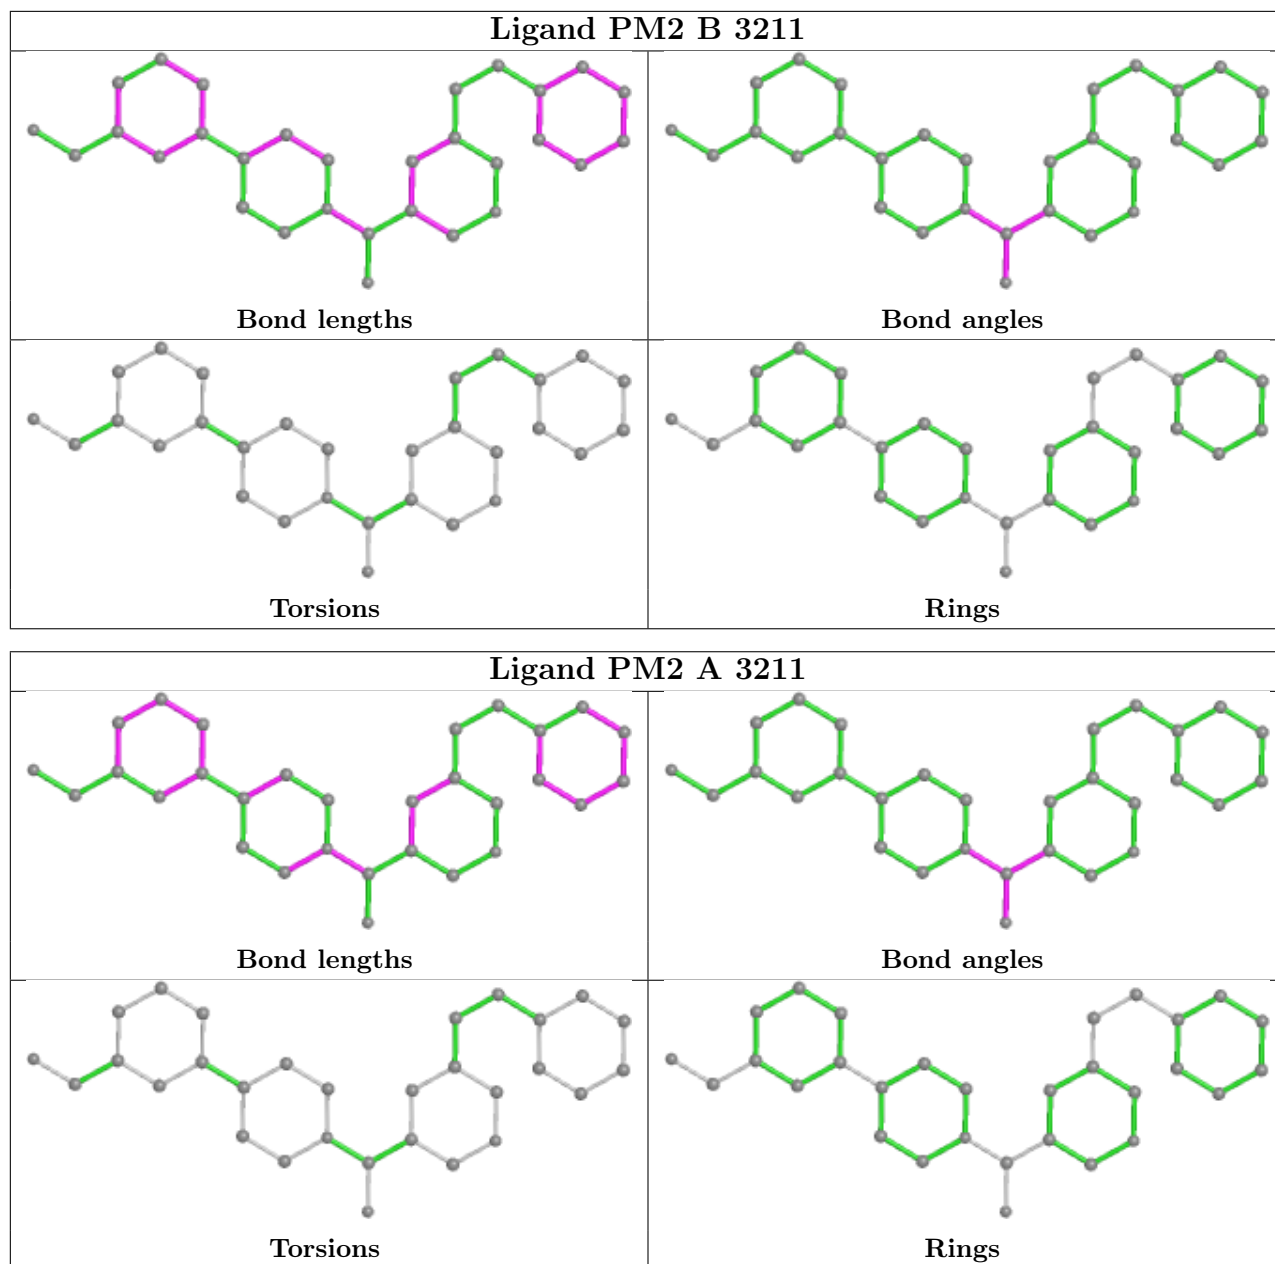 Ligand PM2 B 3211
Bond lengths
Bond angles
Torsions
Rings
Ligand PM2 A 3211
Bond lengths
Bond angles
Torsions
Rings